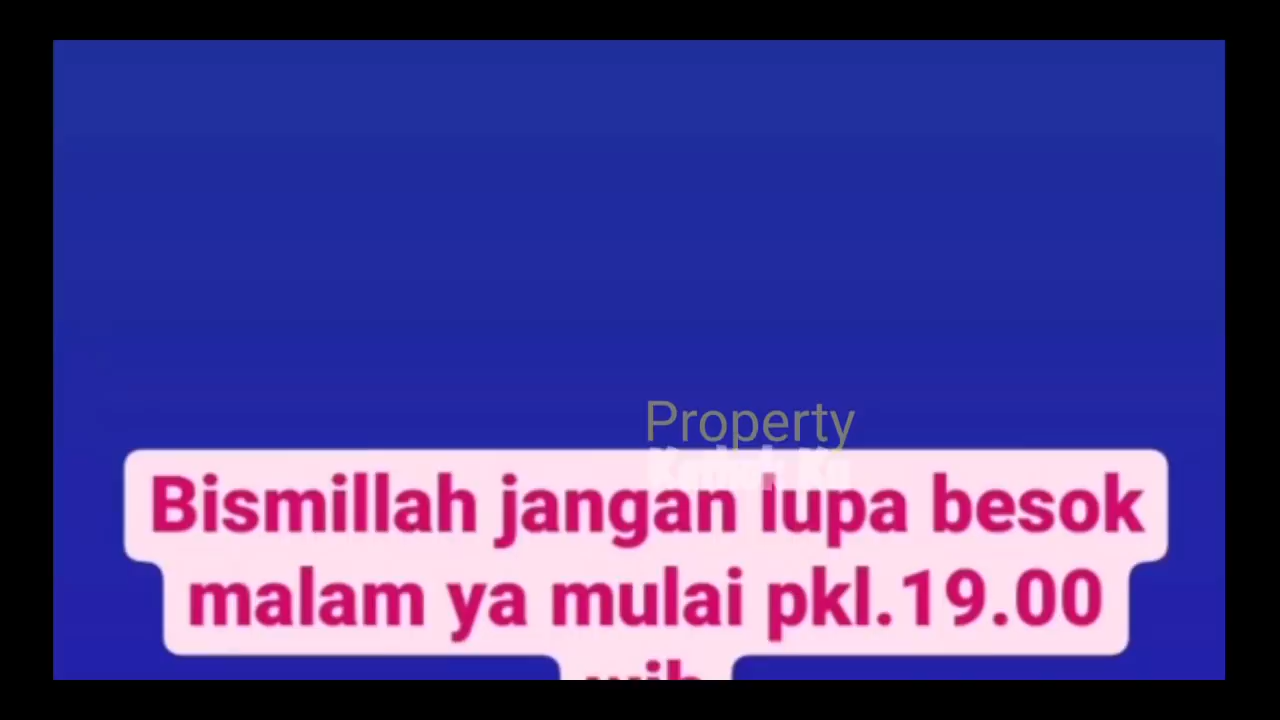 Property
Bismillah jangan lupa besok
malam ya mulai pkl.19.00